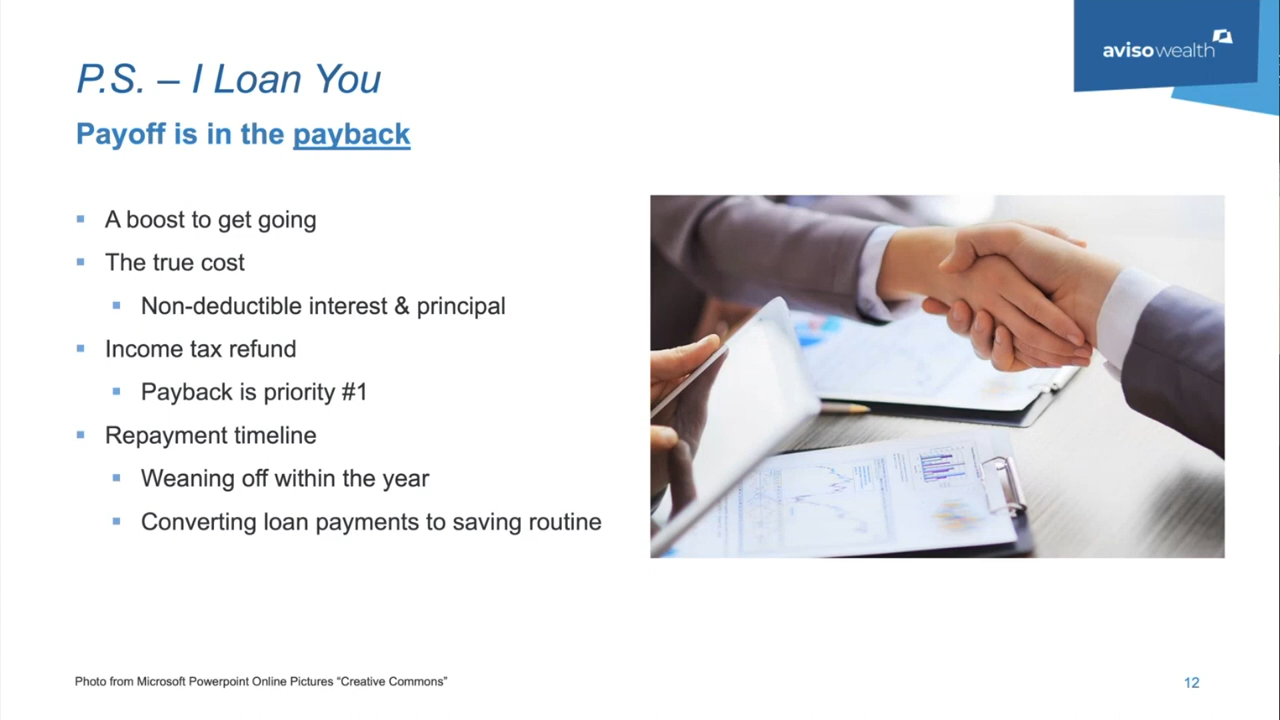 avisowealth
P.S. – I Loan You
Payoff is in the payback
▪ A boost to get going
▪ The true cost
▪ Non-deductible interest & principal
▪ Income tax refund
▪ Payback is priority #1
▪ Repayment timeline
▪ Weaning off within the year
▪ Converting loan payments to saving routine
Photo from Microsoft Powerpoint Online Pictures “Creative Commons”
12